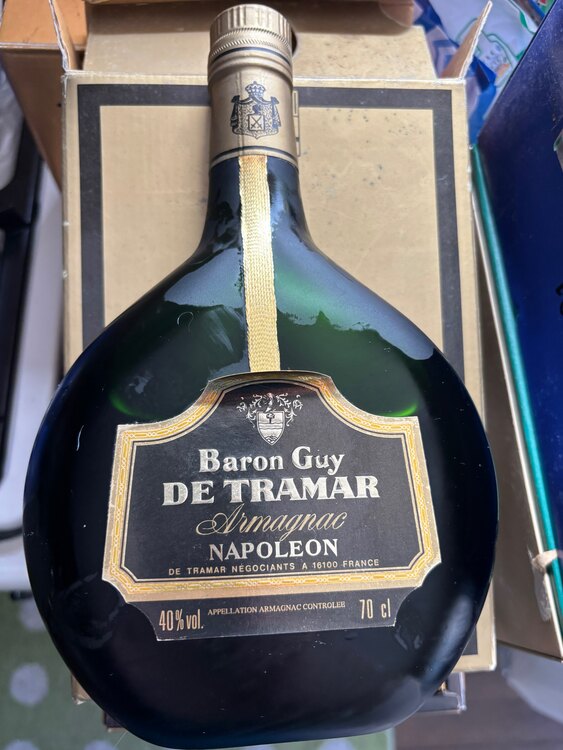 Baron Guy
DE TRAMAR
Armagnac
NAPOLEON
DE TRAMAR NÉGOCIANTS A 16100 FRANCE
40% vol. APPELLATION ARMAGNAC CONTROLEE 70 cl